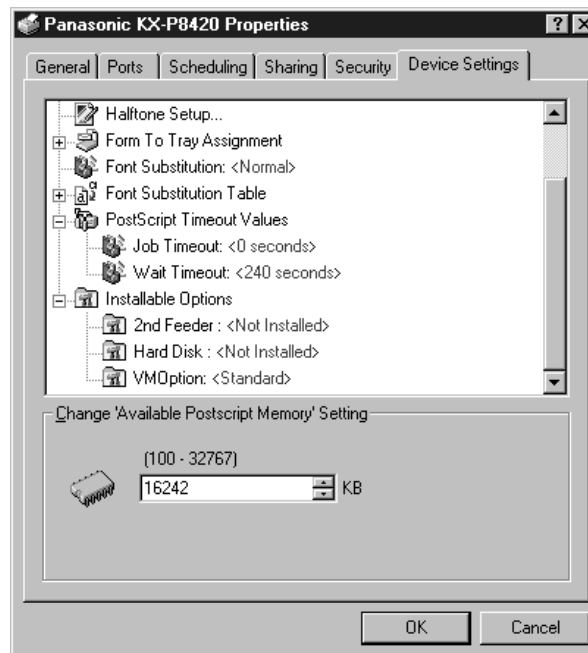 Panasonic KX-P8420 Properties
General Ports Scheduling Sharing Security Device Settings
Halftone Setup...
Form To Tray Assignment
Font Substitution: <Normal>
Font Substitution Table
PostScript Timeout Values
Job Timeout: <0 seconds>
Wait Timeout: <240 seconds>
Installable Options
2nd Feeder : <Not Installed>
Hard Disk : <Not Installed>
VMOption: <Standard>
Change 'Available Postscript Memory' Setting
(100 - 32767)
16242 KB
OK Cancel